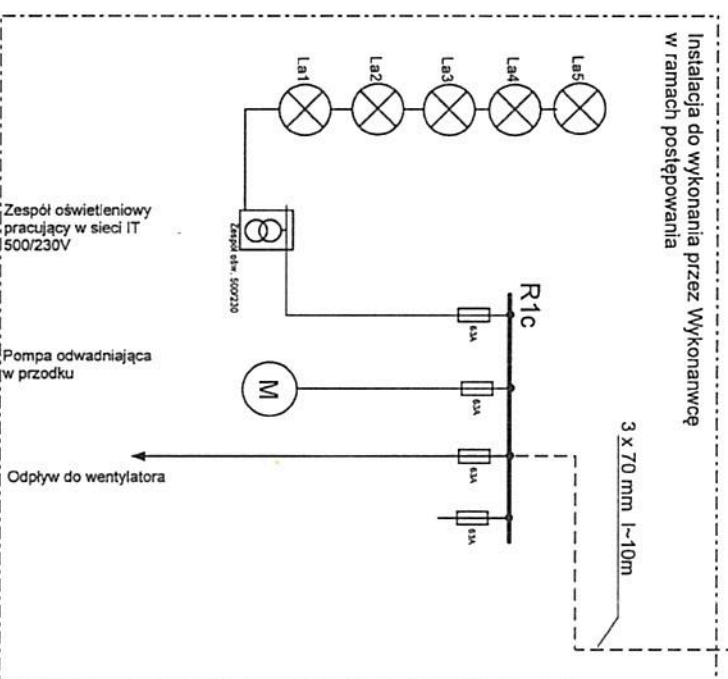 Instalacja do wykonania przez Wykonanwcę
w ramach postępowania
La1
La2
La3
La4
La5
Zespół oświetleniowy
pracujący w sieci IT
500/230V
Zespół ośw. 500/230
R1c
63A
63A
63A
63A
Pompa odwadniająca
w przodku
M
Odpływ do wentylatora
3 x 70 mm l~10m